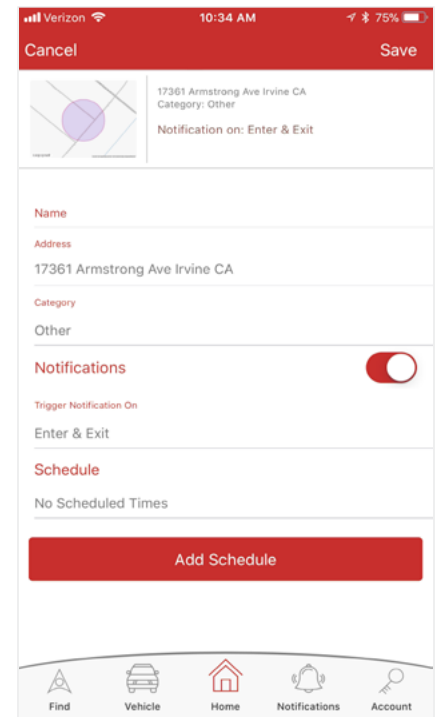 Verizon 10:34 AM 75%
Cancel Save
17361 Armstrong Ave Irvine CA
Category: Other
Notification on: Enter & Exit
Name
Address
17361 Armstrong Ave Irvine CA
Category
Other
Notifications
Trigger Notification On
Enter & Exit
Schedule
No Scheduled Times
Add Schedule
Find Vehicle Home Notifications Account